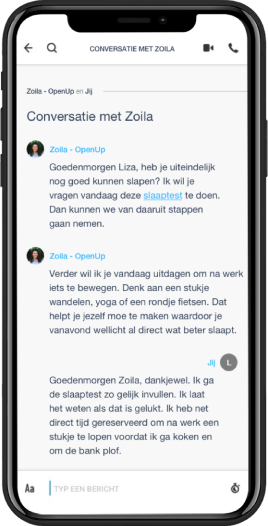 CONVERSATIE MET ZOILA
Zoila - OpenUp en Jij
Conversatie met Zoila
Zoila - OpenUp
Goedenmorgen Liza, heb je uiteindelijk
nog goed kunnen slapen? Ik wil je
vragen vandaag deze slaaptest te doen.
Dan kunnen we van daaruit stappen
gaan nemen.
Zoila - OpenUp
Verder wil ik je vandaag uitdagen om na werk
iets te bewegen. Denk aan een stukje
wandelen, yoga of een rondje fietsen. Dat
helpt je jezelf moe te maken waardoor je
vanavond wellicht al direct wat beter slaapt.
Jij L
Goedenmorgen Zoila, dankjewel. Ik ga
de slaaptest zo gelijk invullen. Ik laat
het weten als dat is gelukt. Ik heb net
direct tijd gereserveerd om na werk een
stukje te lopen voordat ik ga koken en
om de bank plof.
Aa TYP EEN BERICHT